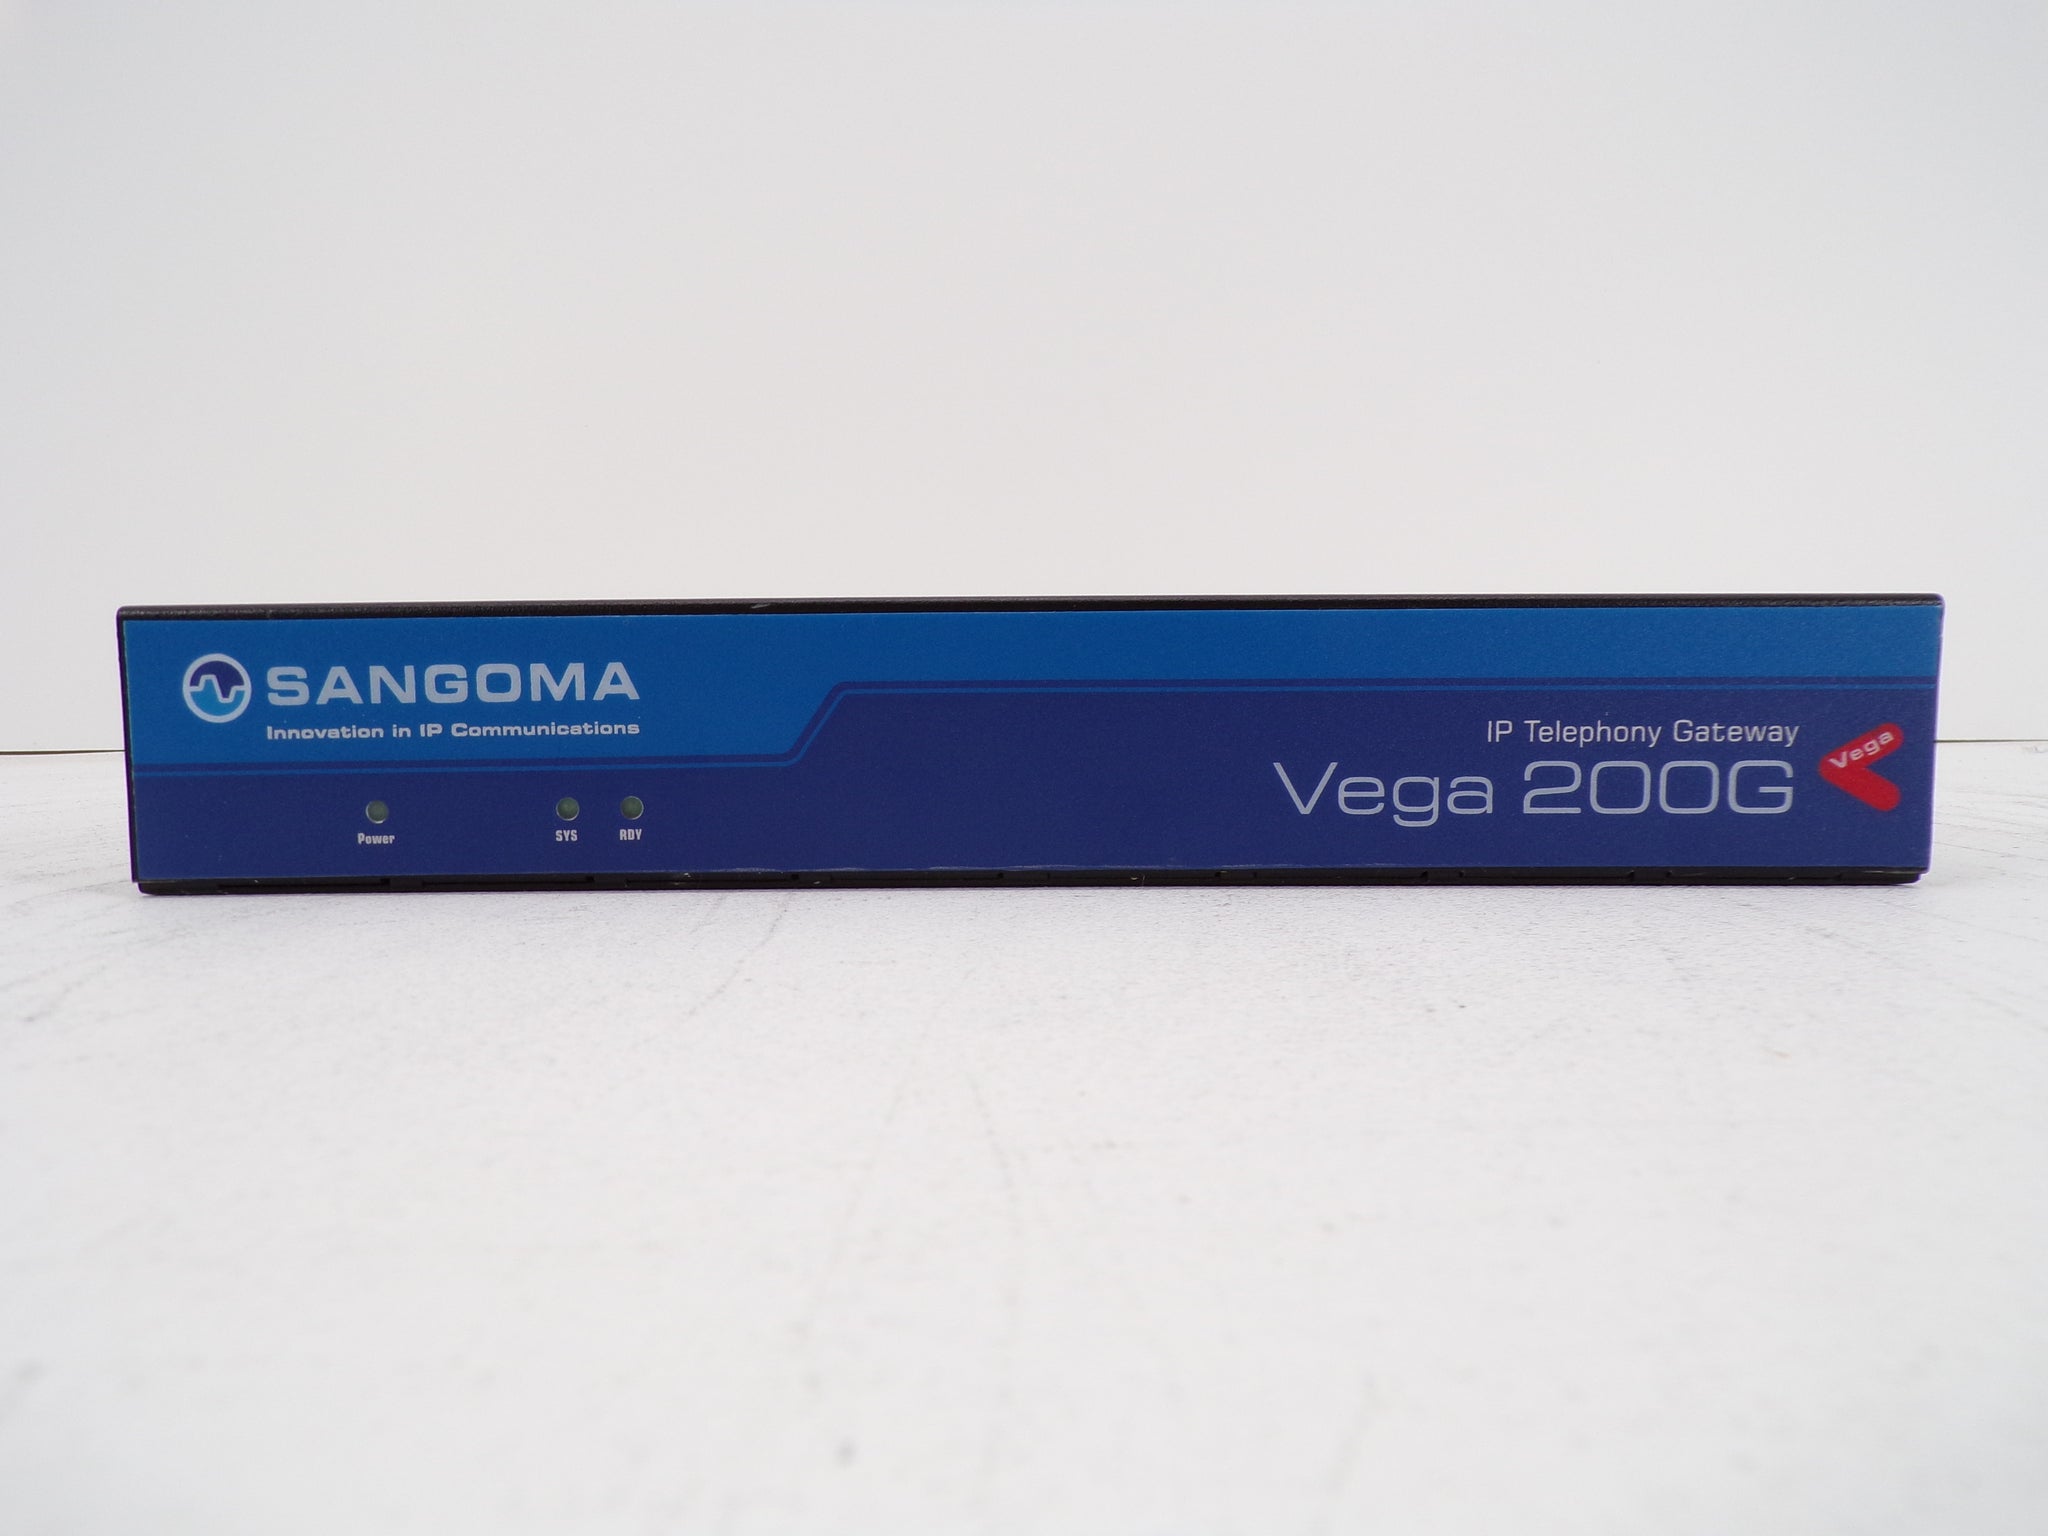 SANGOMA
Innovation in IP Communications
Power
SYS
RDY
IP Telephony Gateway
Vega 200G
Vega